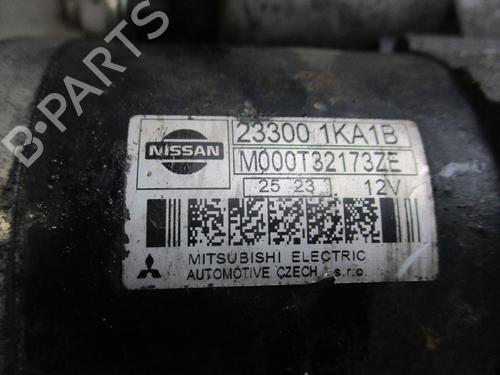 B-PARTS
NISSAN
23300 1KA1B
M000T32173ZE
25 23 12V
MITSUBISHI ELECTRIC
AUTOMOTIVE CZECH s.r.o.